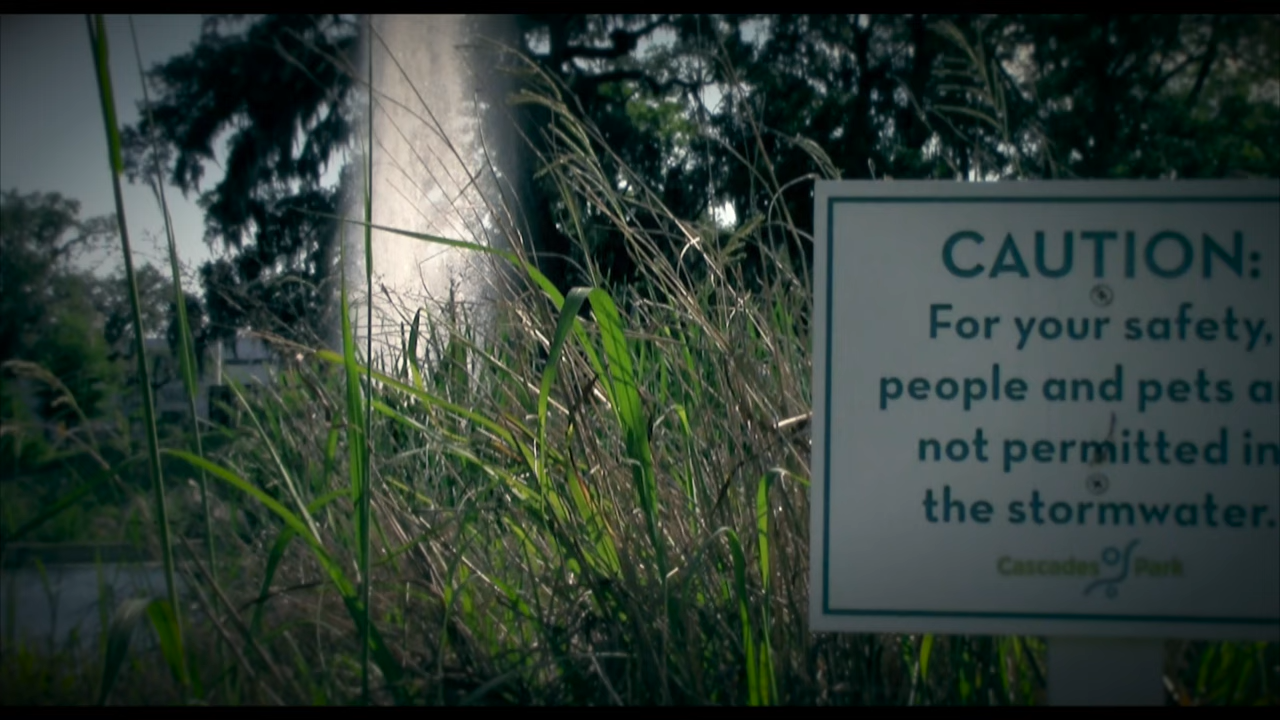 CAUTION:
For your safety,
people and pets a
not permitted in
the stormwater.
Cascades Park